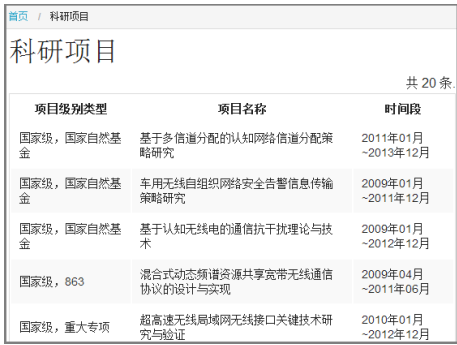 首页 / 科研项目
科研项目
共 20 条.
项目级别类型 项目名称 时间段
国家级，国家自然基
金
基于多信道分配的认知网络信道分配策
略研究
2011年01月
~2013年12月
国家级，国家自然基
金
车用无线自组织网络安全告警信息传输
策略研究
2009年01月
~2011年12月
国家级，国家自然基
金
基于认知无线电的通信抗干扰理论与技
术
2009年01月
~2012年12月
国家级，863
混合式动态频谱资源共享宽带无线通信
协议的设计与实现
2009年04月
~2011年06月
国家级，重大专项
超高速无线局域网无线接口关键技术研
究与验证
2010年01月
~2012年12月